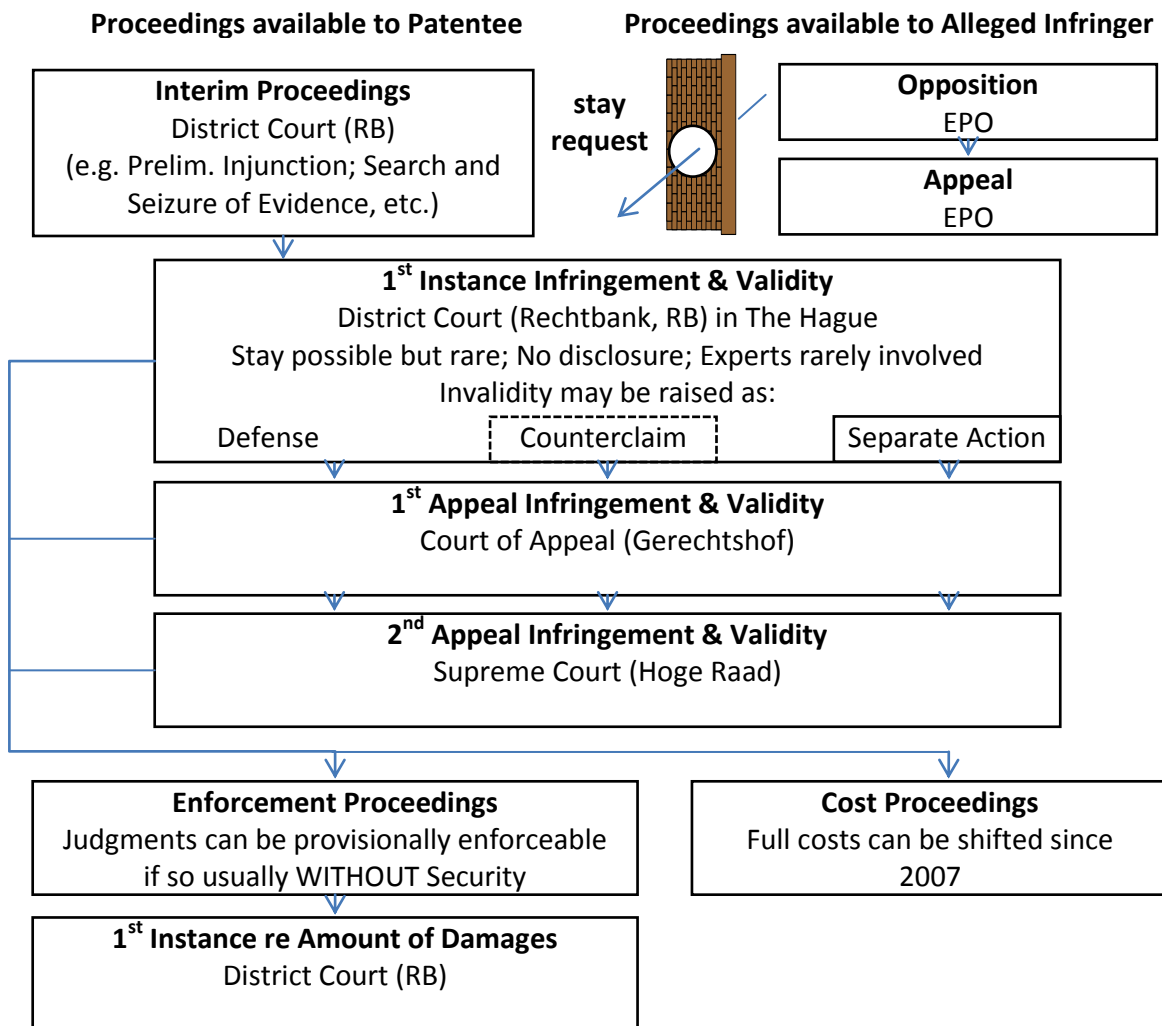 Proceedings available to Patentee
Proceedings available to Alleged Infringer
Interim Proceedings
District Court (RB)
(e.g. Prelim. Injunction; Search and
Seizure of Evidence, etc.)
stay
request
Opposition
EPO
Appeal
EPO
1st Instance Infringement & Validity
District Court (Rechtbank, RB) in The Hague
Stay possible but rare; No disclosure; Experts rarely involved
Invalidity may be raised as:
Defense
Counterclaim
Separate Action
1st Appeal Infringement & Validity
Court of Appeal (Gerechtshof)
2nd Appeal Infringement & Validity
Supreme Court (Hoge Raad)
Enforcement Proceedings
Judgments can be provisionally enforceable
if so usually WITHOUT Security
Cost Proceedings
Full costs can be shifted since
2007
1st Instance re Amount of Damages
District Court (RB)